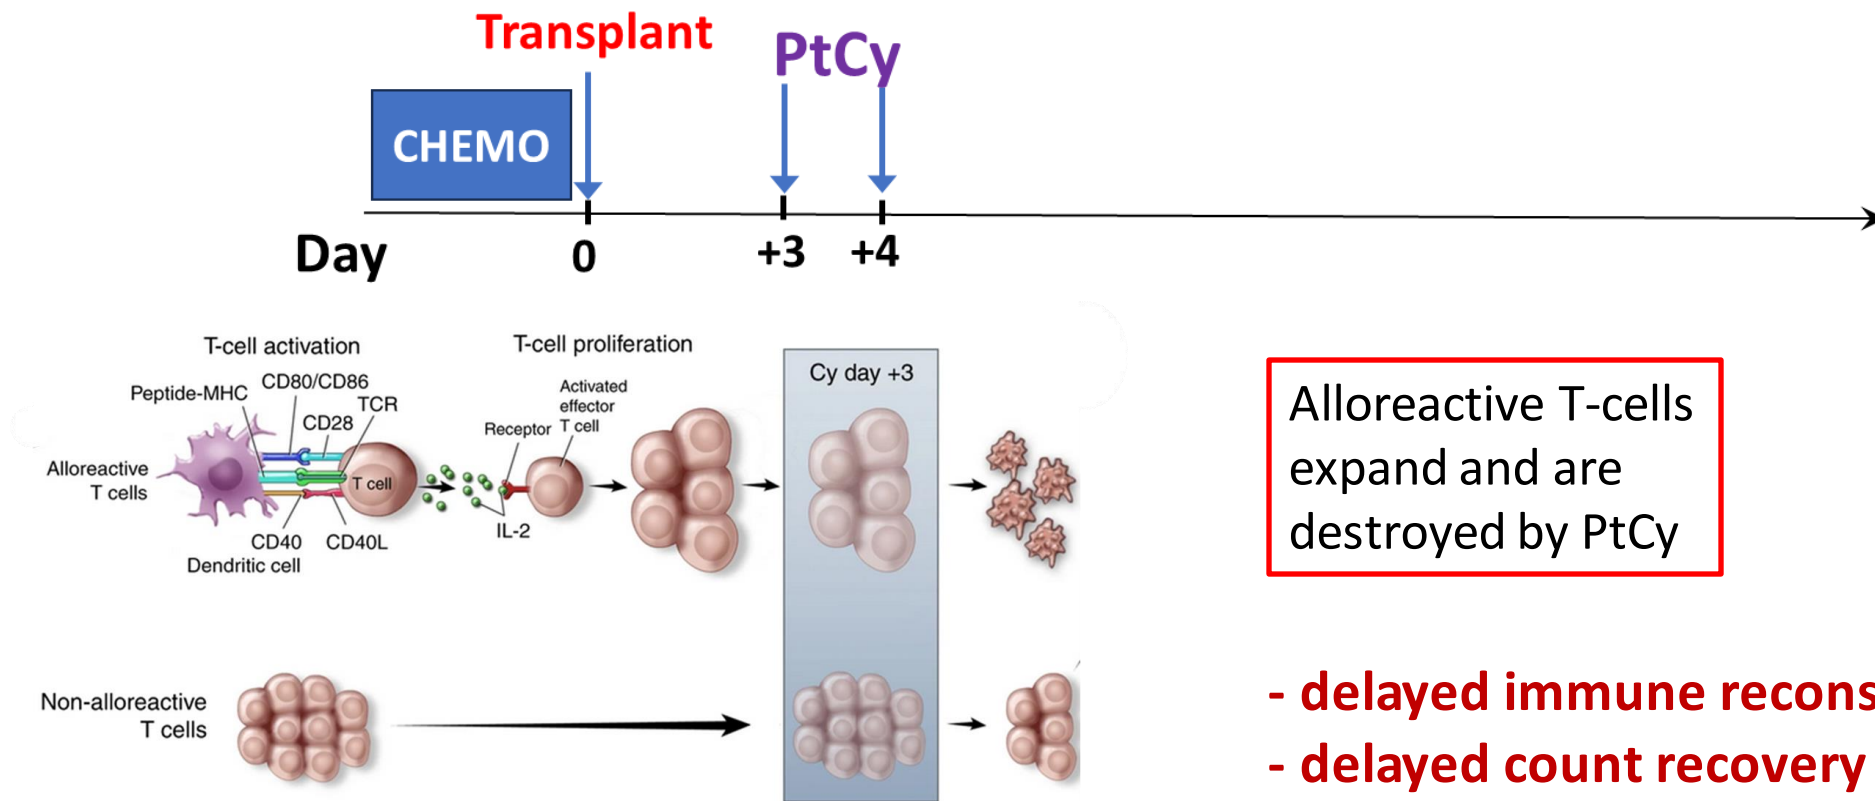 Transplant
PtCy
CHEMO
Day
0
+3
+4
T-cell activation
T-cell proliferation
Cy day +3
Peptide-MHC
CD80/CD86
TCR
CD28
Activated
effector
T cell
Receptor
Alloreactive
T cells
T cell
IL-2
CD40
CD40L
Dendritic cell
Alloreactive T-cells
expand and are
destroyed by PtCy
Non-alloreactive
T cells
- delayed immune recons
- delayed count recovery